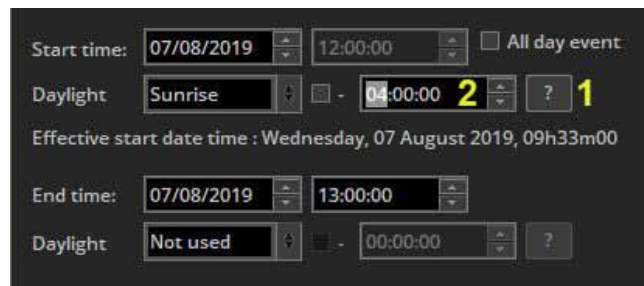 Start time: 07/08/2019 12:00:00 All day event
Daylight Sunrise - 04:00:00 2 ? 1
Effective start date time : Wednesday, 07 August 2019, 09h33m00
End time: 07/08/2019 13:00:00
Daylight Not used - 00:00:00 ?